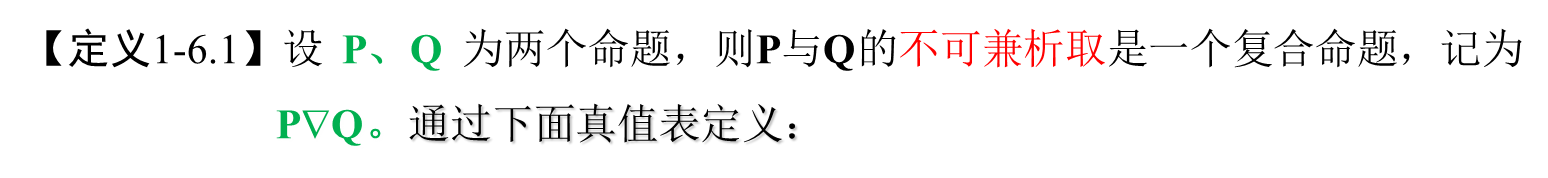 【定义1-6.1】设 P、Q 为两个命题，则P与Q的不可兼析取是一个复合命题，记为
P▽Q。通过下面真值表定义：